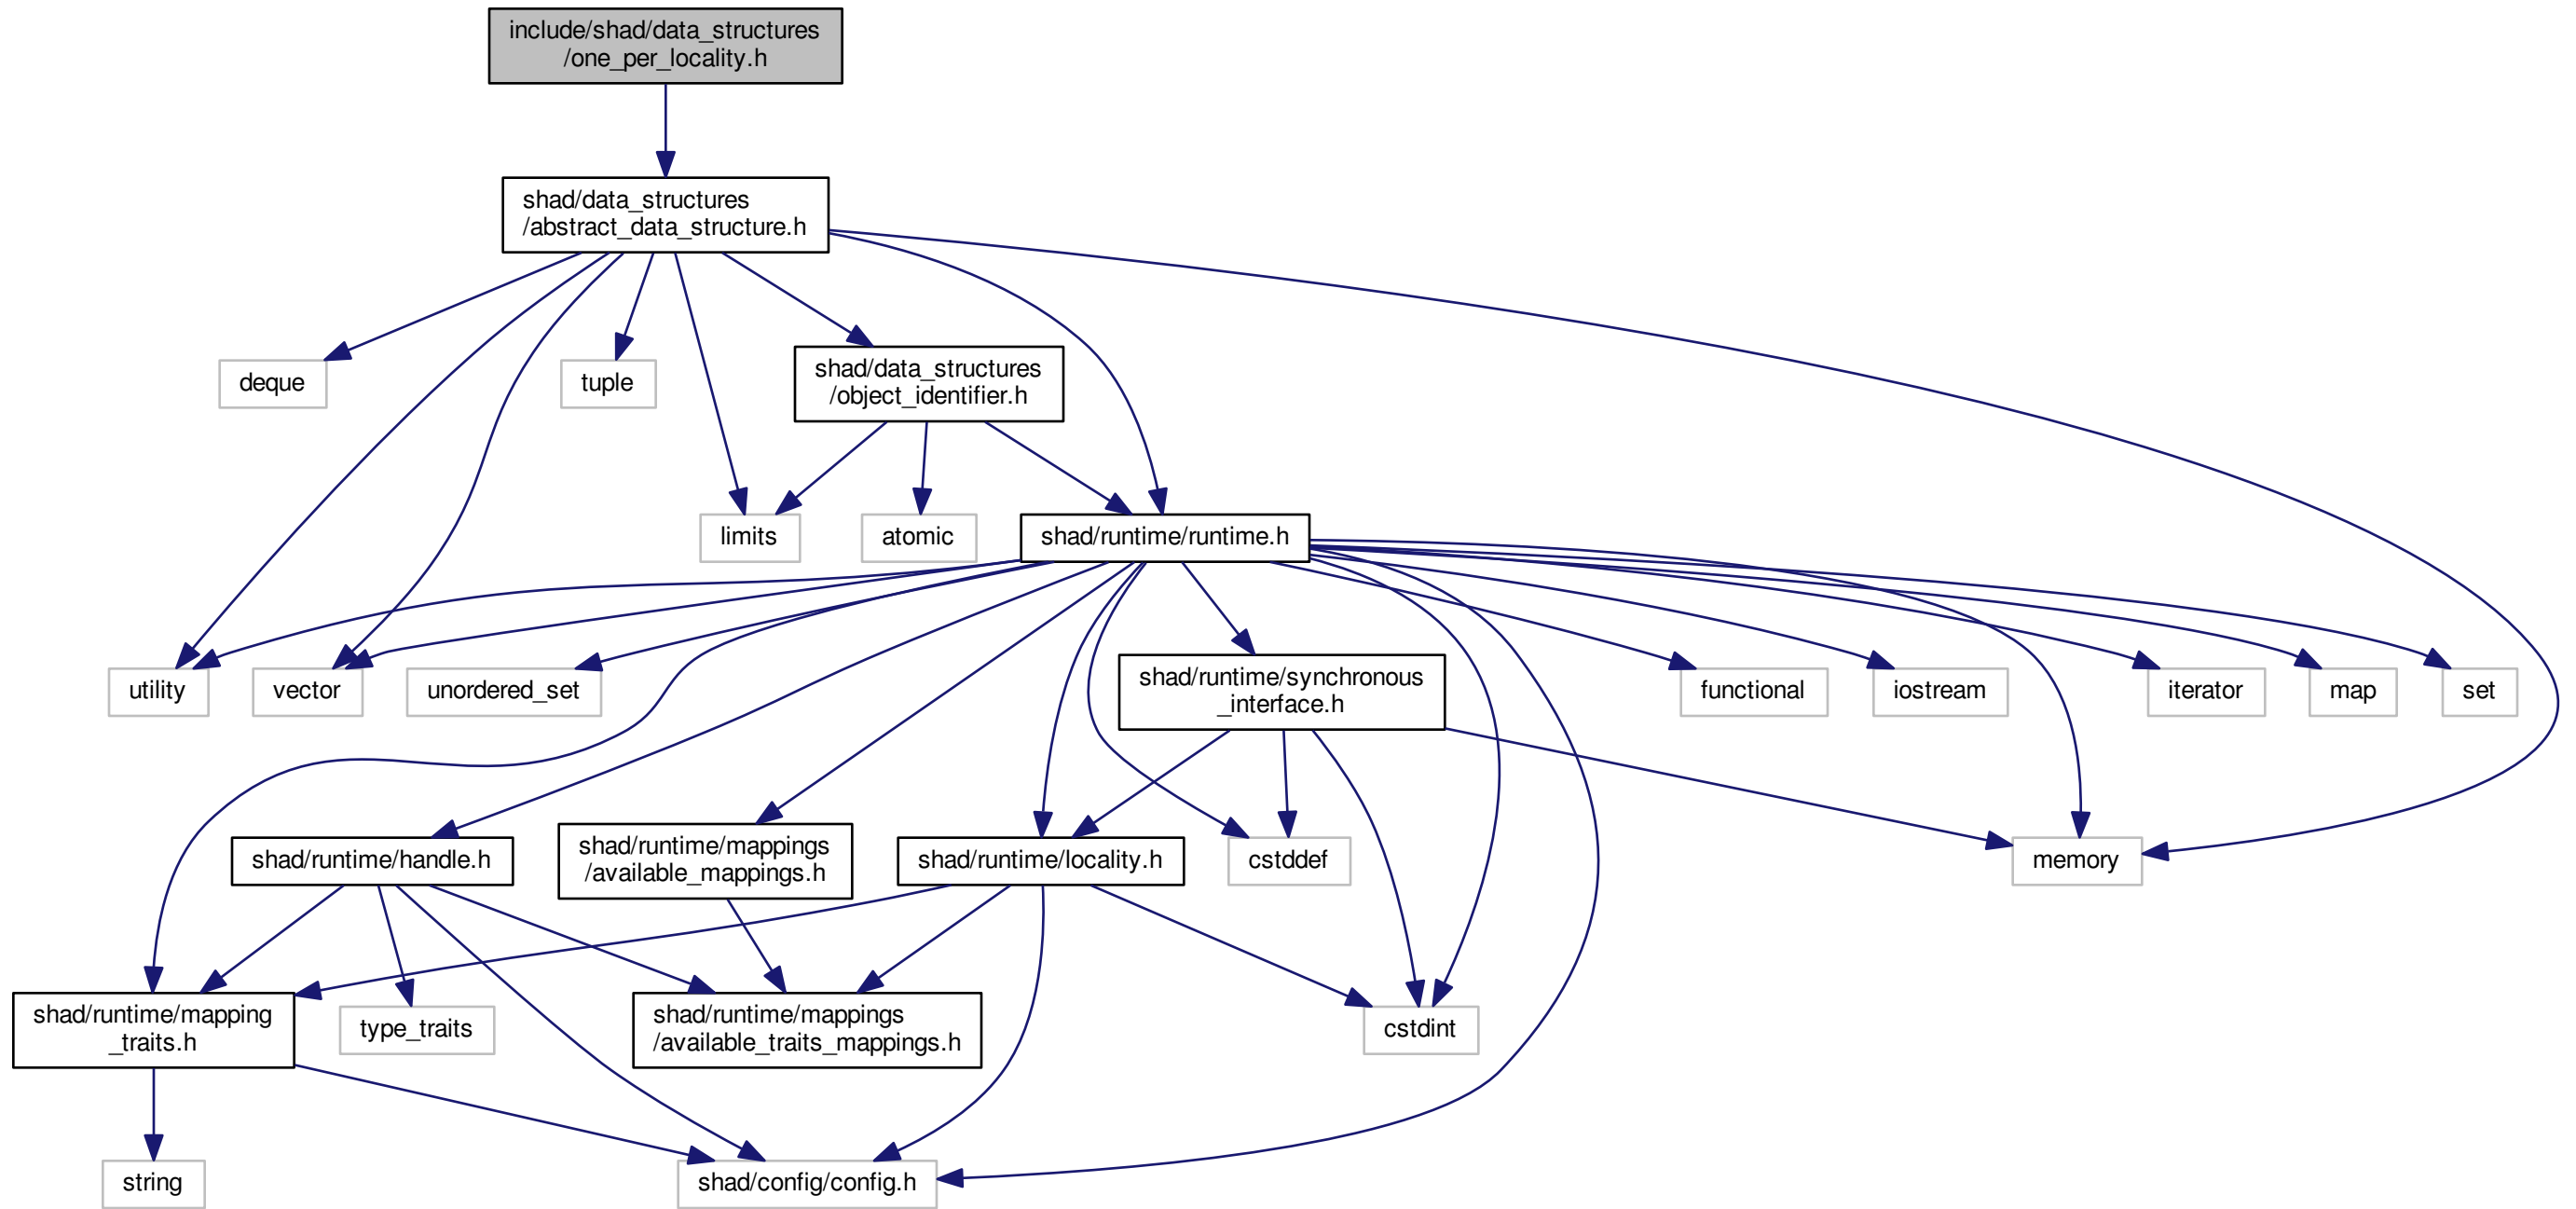 include/shad/data_structures
/one_per_locality.h
shad/data_structures
/abstract_data_structure.h
deque
tuple
shad/data_structures
/object_identifier.h
limits
atomic
shad/runtime/runtime.h
utility
vector
unordered_set
shad/runtime/synchronous
_interface.h
functional
iostream
iterator
map
set
shad/runtime/handle.h
shad/runtime/mappings
/available_mappings.h
shad/runtime/locality.h
cstddef
memory
shad/runtime/mapping
_traits.h
type_traits
shad/runtime/mappings
/available_traits_mappings.h
cstdint
string
shad/config/config.h